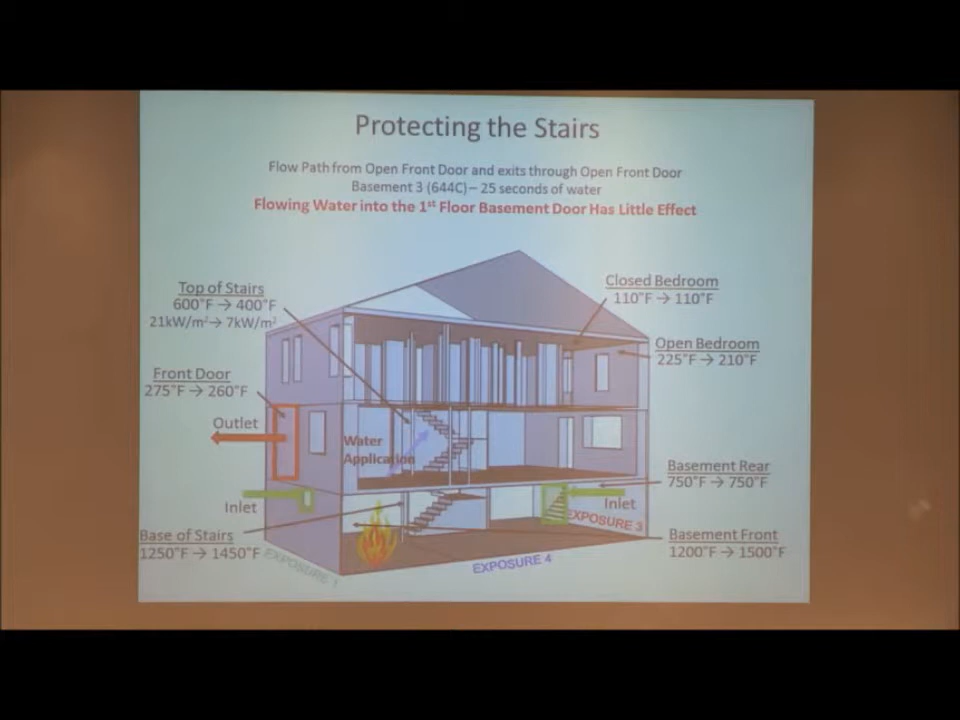 Protecting the Stairs
Flow Path from Open Front Door and exits through Open Front Door
Basement 3 (644C) – 25 seconds of water
Flowing Water into the 1st Floor Basement Door Has Little Effect
Top of Stairs
600°F → 400°F
21kW/m² → 7kW/m²
Closed Bedroom
110°F → 110°F
Open Bedroom
225°F → 210°F
Front Door
275°F → 260°F
Outlet
Water
Application
Basement Rear
750°F → 750°F
Inlet
Inlet
EXPOSURE 3
Base of Stairs
1250°F → 1450°F
Basement Front
1200°F → 1500°F
EXPOSURE 1
EXPOSURE 4